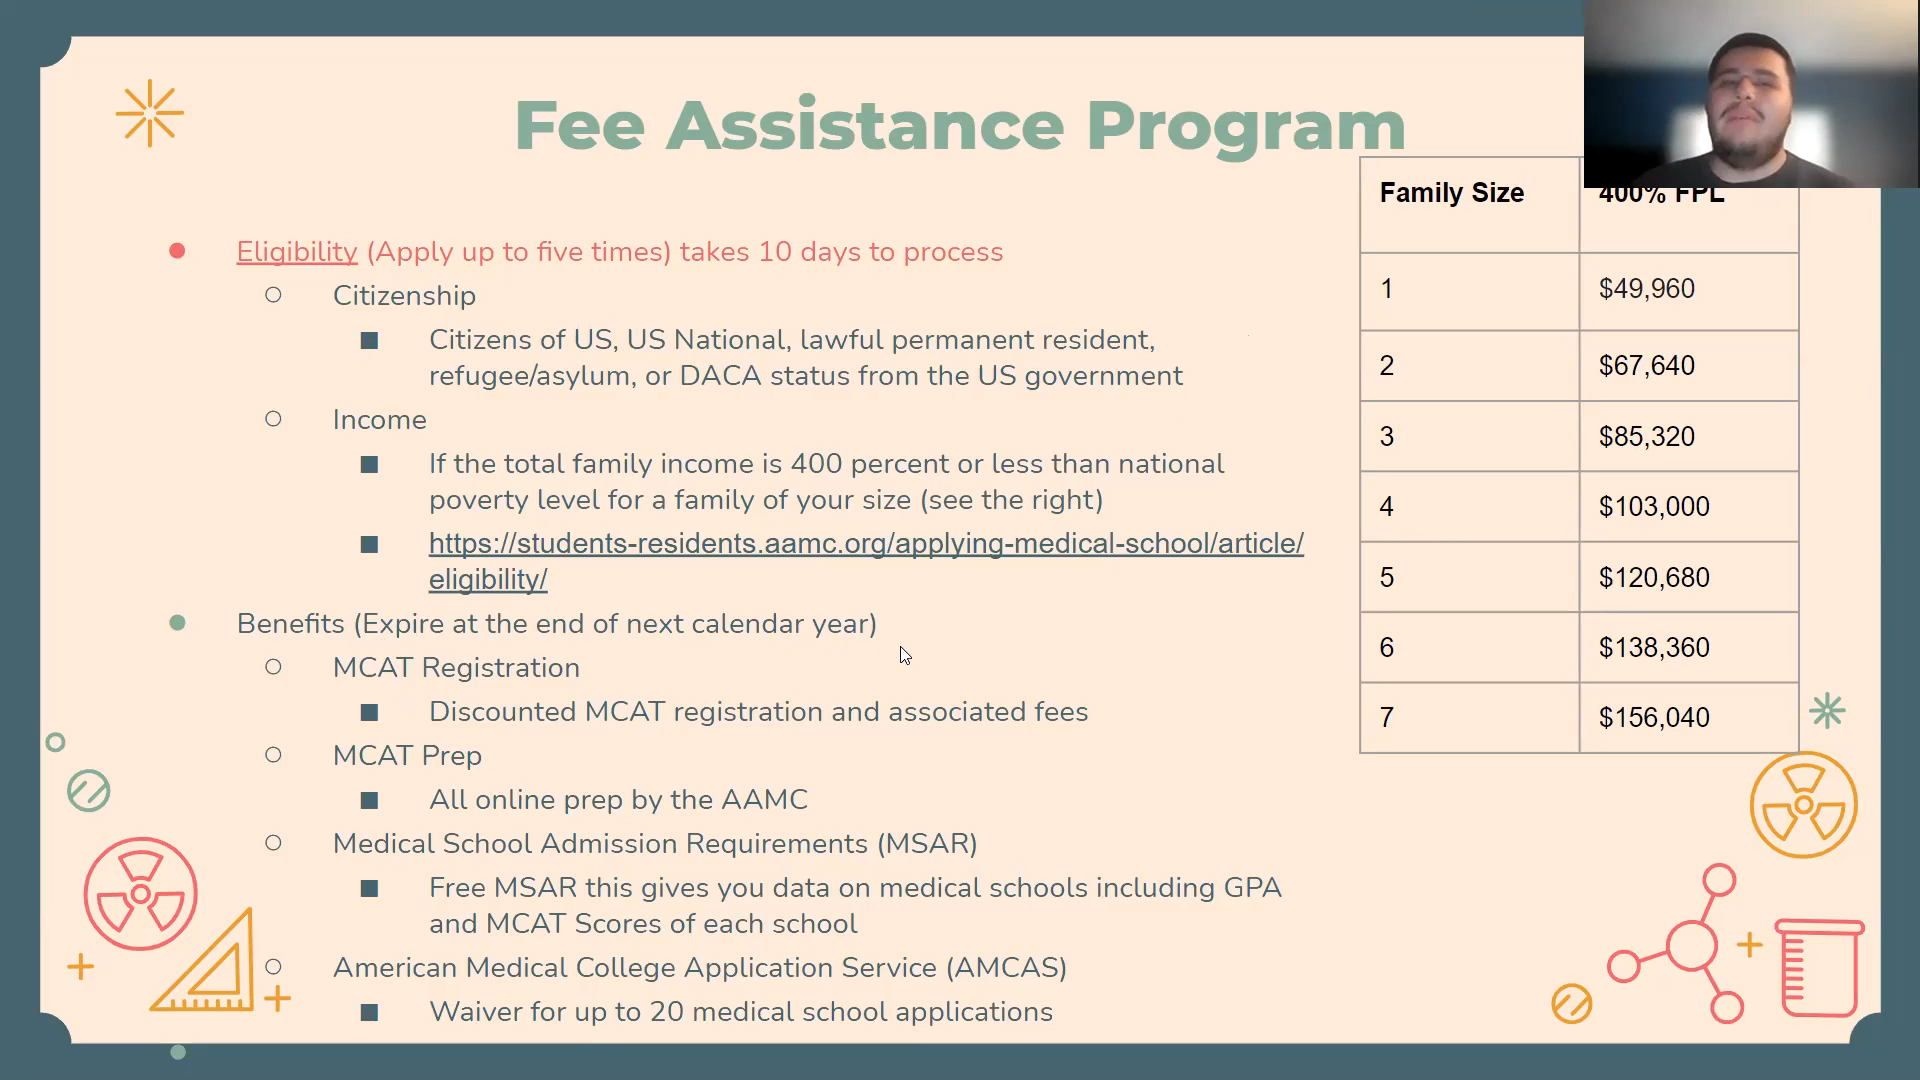 Fee Assistance Program
Eligibility (Apply up to five times) takes 10 days to process
Citizenship
Citizens of US, US National, lawful permanent resident,
refugee/asylum, or DACA status from the US government
Income
If the total family income is 400 percent or less than national
poverty level for a family of your size (see the right)
https://students-residents.aamc.org/applying-medical-school/article/
eligibility/
Benefits (Expire at the end of next calendar year)
MCAT Registration
Discounted MCAT registration and associated fees
MCAT Prep
All online prep by the AAMC
Medical School Admission Requirements (MSAR)
Free MSAR this gives you data on medical schools including GPA
and MCAT Scores of each school
American Medical College Application Service (AMCAS)
Waiver for up to 20 medical school applications
Family Size 400% FPL
1 $49,960
2 $67,640
3 $85,320
4 $103,000
5 $120,680
6 $138,360
7 $156,040